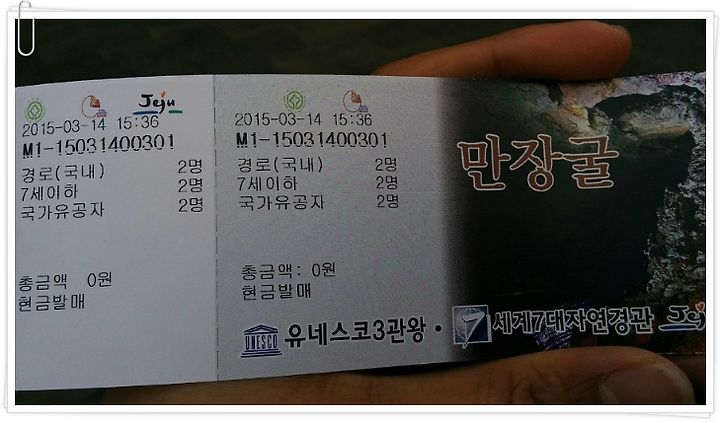 Jeju
2015-03-14 15:36
M1-15031400301
경로(국내) 2명
7세이하 2명
국가유공자 2명
총금액 0원
현금발매
2015-03-14 15:36
M1-15031400301
경로(국내) 2명
7세이하 2명
국가유공자 2명
총금액: 0원
현금발매
만장굴
UNESCO 유네스코3관왕 · 7 세계7대자연경관 Jeju